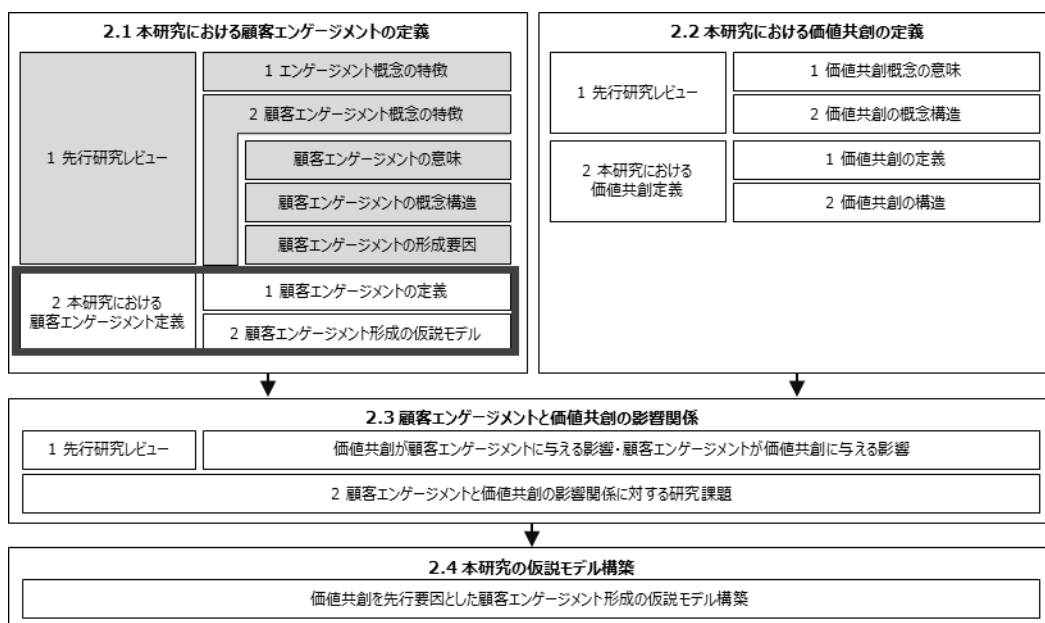 2.1 本研究における顧客エンゲージメントの定義
1 先行研究レビュー
1 エンゲージメント概念の特徴
2 顧客エンゲージメント概念の特徴
顧客エンゲージメントの意味
顧客エンゲージメントの概念構造
顧客エンゲージメントの形成要因
2 本研究における
顧客エンゲージメント定義
1 顧客エンゲージメントの定義
2 顧客エンゲージメント形成の仮説モデル
2.2 本研究における価値共創の定義
1 先行研究レビュー
1 価値共創概念の意味
2 価値共創の概念構造
2 本研究における
価値共創定義
1 価値共創の定義
2 価値共創の構造
2.3 顧客エンゲージメントと価値共創の影響関係
1 先行研究レビュー
価値共創が顧客エンゲージメントに与える影響・顧客エンゲージメントが価値共創に与える影響
2 顧客エンゲージメントと価値共創の影響関係に対する研究課題
2.4 本研究の仮説モデル構築
価値共創を先行要因とした顧客エンゲージメント形成の仮説モデル構築